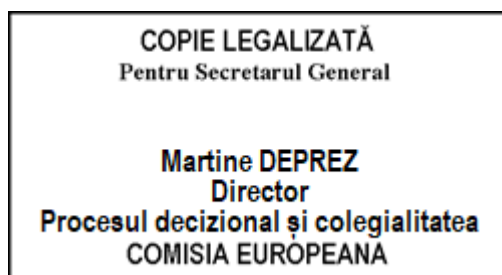 COPIE LEGALIZATĂ
Pentru Secretarul General
Martine DEPREZ
Director
Procesul decizional și colegialitatea
COMISIA EUROPEANA